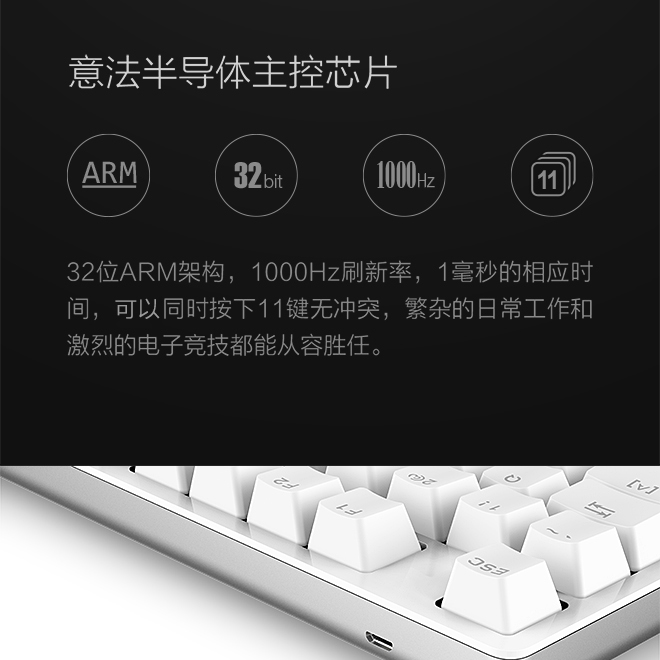 意法半导体主控芯片
ARM
32bit
1000Hz
11
32位ARM架构，1000Hz刷新率，1毫秒的相应时
间，可以同时按下11键无冲突，繁杂的日常工作和
激烈的电子竞技都能从容胜任。
F2
2@
Q
[A]
F1
1!
~
ESC